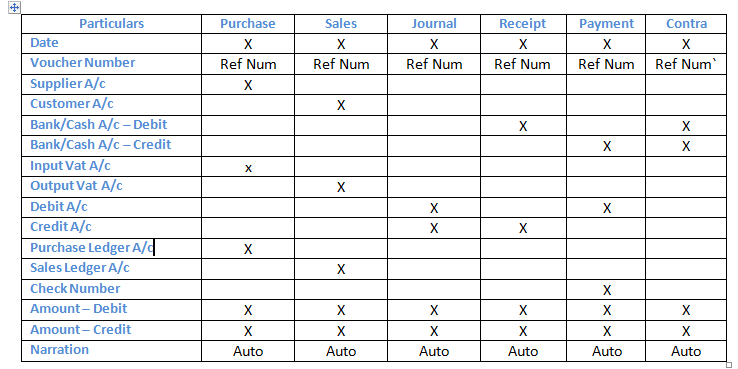 Particulars Purchase Sales Journal Receipt Payment Contra
Date X X X X X X
Voucher Number Ref Num Ref Num Ref Num Ref Num Ref Num Ref Num`
Supplier A/c X
Customer A/c X
Bank/Cash A/c – Debit X X
Bank/Cash A/c – Credit X X
Input Vat A/c x
Output Vat A/c X
Debit A/c X X
Credit A/c X X
Purchase Ledger A/c X
Sales Ledger A/c X
Check Number X
Amount – Debit X X X X X X
Amount – Credit X X X X X X
Narration Auto Auto Auto Auto Auto Auto